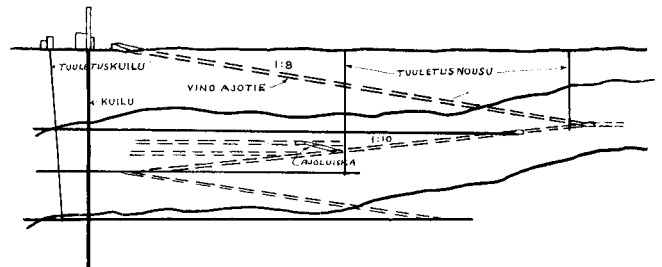 1:8
TUULETUSKUILU
TUULETUSNOUSU
VINO AJOTIE
KUILU
1:10
AJOLUISKA